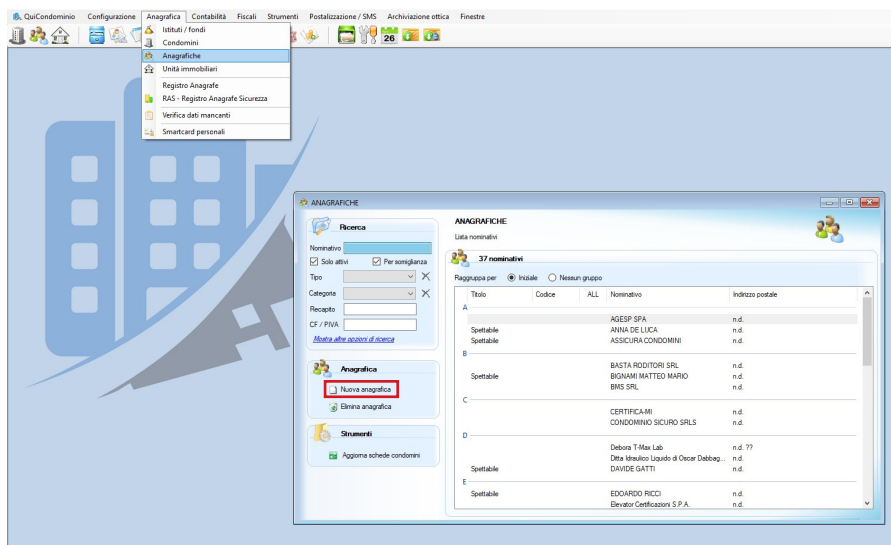 QuiCondominio Configurazione Anagrafica Contabilità Fiscali Strumenti Postalizzazione / SMS Archiviazione ottica Finestre
Istituti / fondi
Condomini
Anagrafiche
Unità immobiliari
Registro Anagrafe
RAS - Registro Anagrafe Sicurezza
Verifica dati mancanti
Smartcard personali
26
ANAGRAFICHE
Ricerca
Nominativo
Solo attivi Per somiglianza
Tipo
Categoria
Recapito
CF / PIVA
Mostra altre opzioni di ricerca
Anagrafica
Nuova anagrafica
Elimina anagrafica
Strumenti
Aggiorna schede condomini
ANAGRAFICHE
Lista nominativi
37 nominativi
Raggruppa per Iniziale Nessun gruppo
Titolo Codice ALL Nominativo Indirizzo postale
A
AGESP SPA n.d.
Spettabile ANNA DE LUCA n.d.
Spettabile ASSICURA CONDOMINI n.d.
B
BASTA RODITORI SRL n.d.
Spettabile BIGNAMI MATTEO MARIO n.d.
BMS SRL n.d.
C
CERTIFICA-MI n.d.
CONDOMINIO SICURO SRLS n.d.
D
Debora T-Max Lab n.d. ??
Ditta Idraulico Liquido di Oscar Dabbag... n.d.
Spettabile DAVIDE GATTI n.d.
E
Spettabile EDOARDO RICCI n.d.
Elevator Certificazioni S.P.A. n.d.